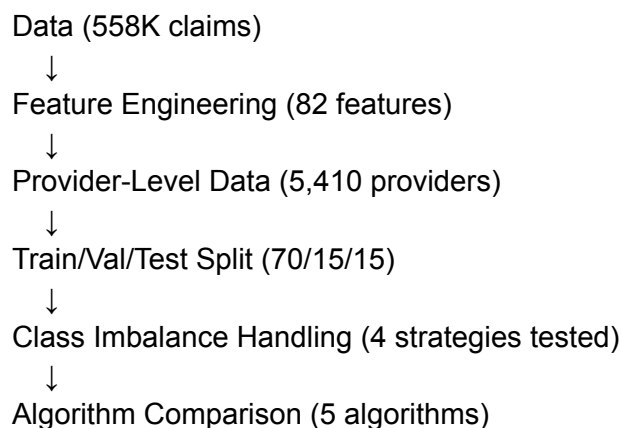 Data (558K claims)
↓
Feature Engineering (82 features)
↓
Provider-Level Data (5,410 providers)
↓
Train/Val/Test Split (70/15/15)
↓
Class Imbalance Handling (4 strategies tested)
↓
Algorithm Comparison (5 algorithms)